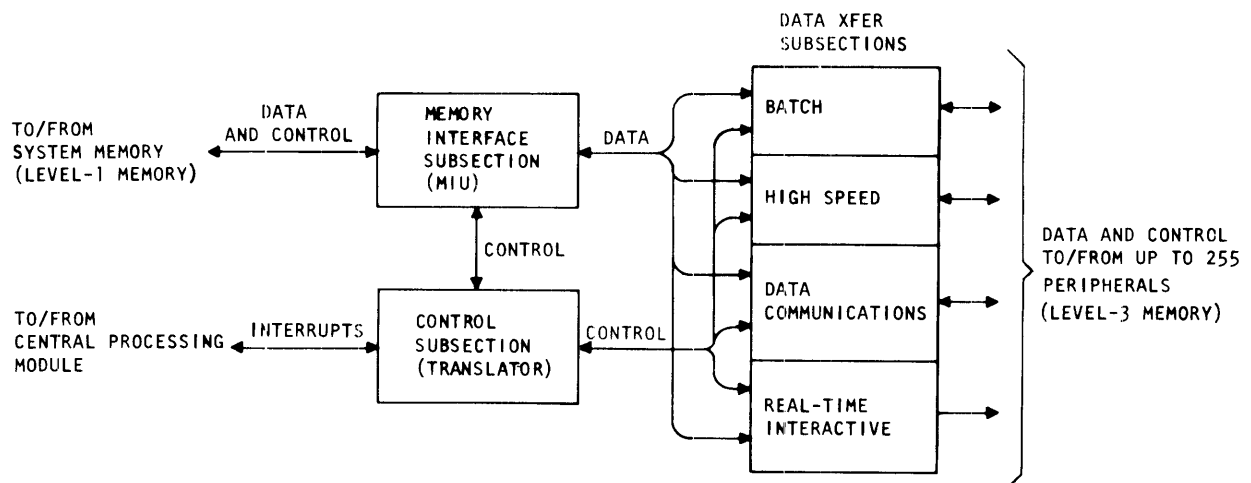 DATA XFER
SUBSECTIONS
TO/FROM
SYSTEM MEMORY
(LEVEL-1 MEMORY)
DATA
AND CONTROL
MEMORY
INTERFACE
SUBSECTION
(MIU)
DATA
BATCH
HIGH SPEED
DATA
COMMUNICATIONS
REAL-TIME
INTERACTIVE
CONTROL
TO/FROM
CENTRAL PROCESSING
MODULE
INTERRUPTS
CONTROL
SUBSECTION
(TRANSLATOR)
CONTROL
DATA AND CONTROL
TO/FROM UP TO 255
PERIPHERALS
(LEVEL-3 MEMORY)